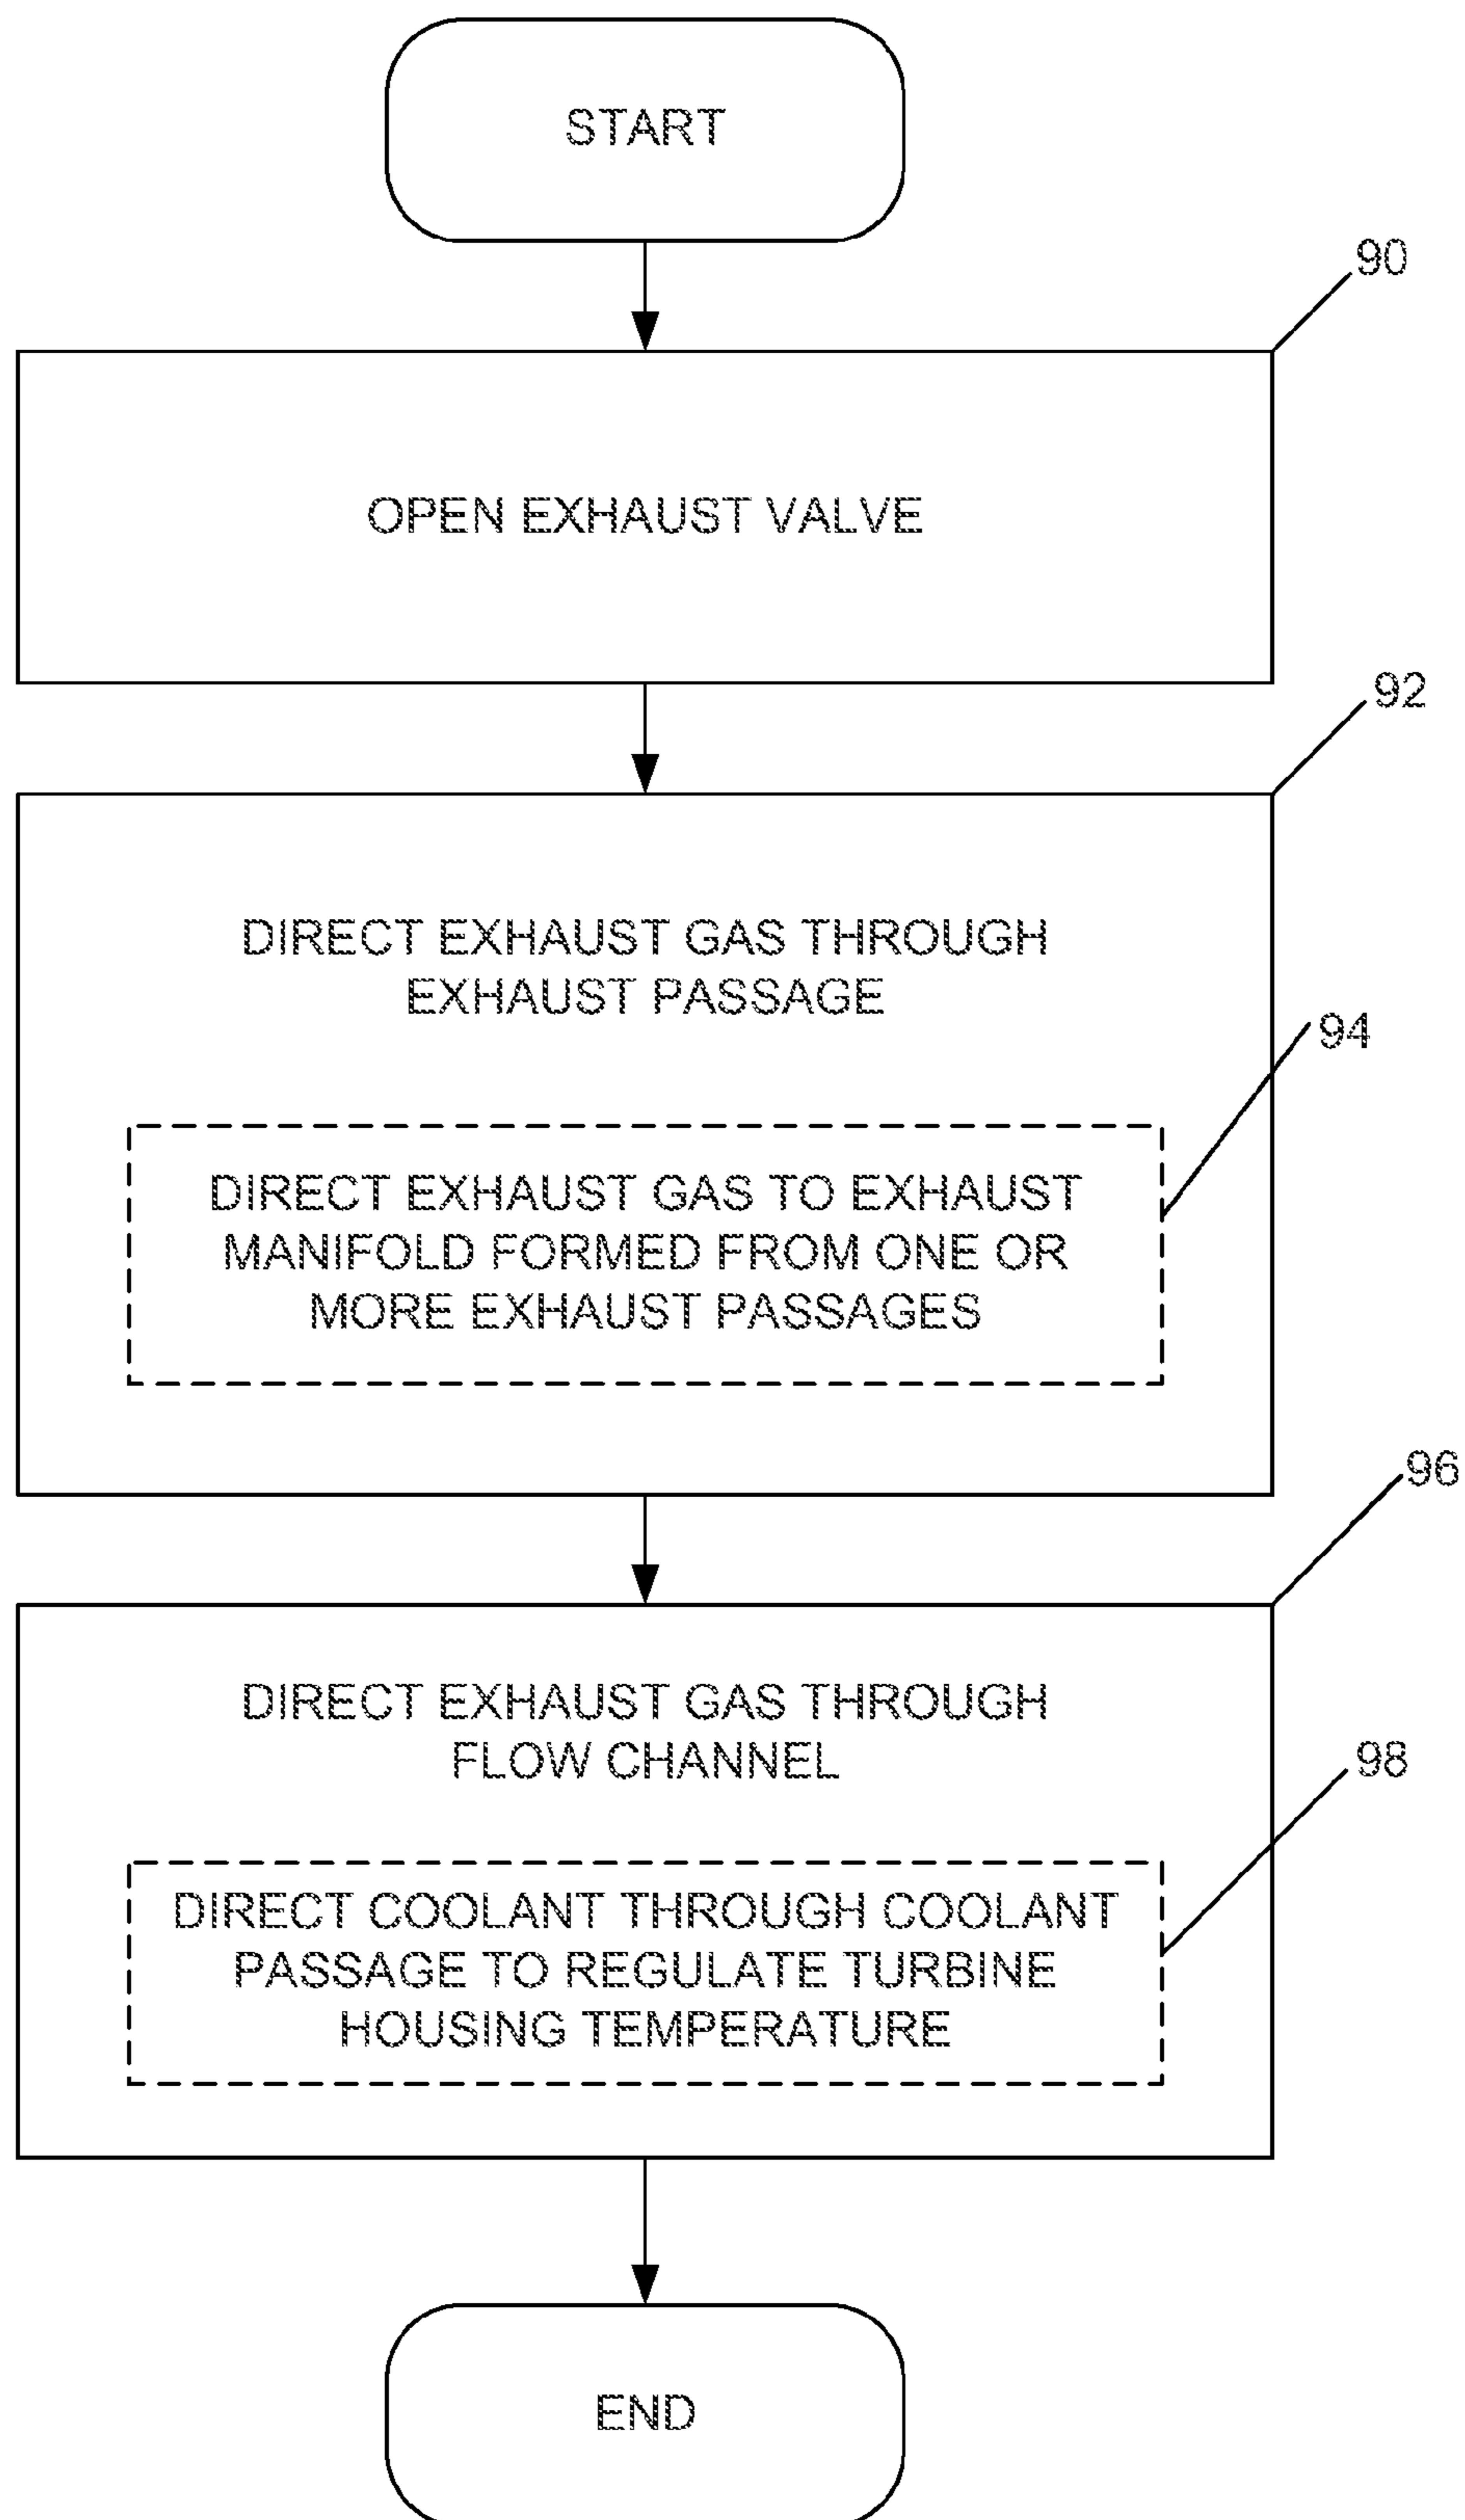 START
90
OPEN EXHAUST VALVE
92
DIRECT EXHAUST GAS THROUGH
EXHAUST PASSAGE
94
DIRECT EXHAUST GAS TO EXHAUST
MANIFOLD FORMED FROM ONE OR
MORE EXHAUST PASSAGES
96
DIRECT EXHAUST GAS THROUGH
FLOW CHANNEL
98
DIRECT COOLANT THROUGH COOLANT
PASSAGE TO REGULATE TURBINE
HOUSING TEMPERATURE
END